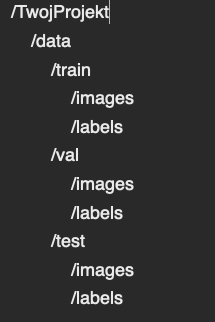 /TwojProjekt
/data
/train
/images
/labels
/val
/images
/labels
/test
/images
/labels